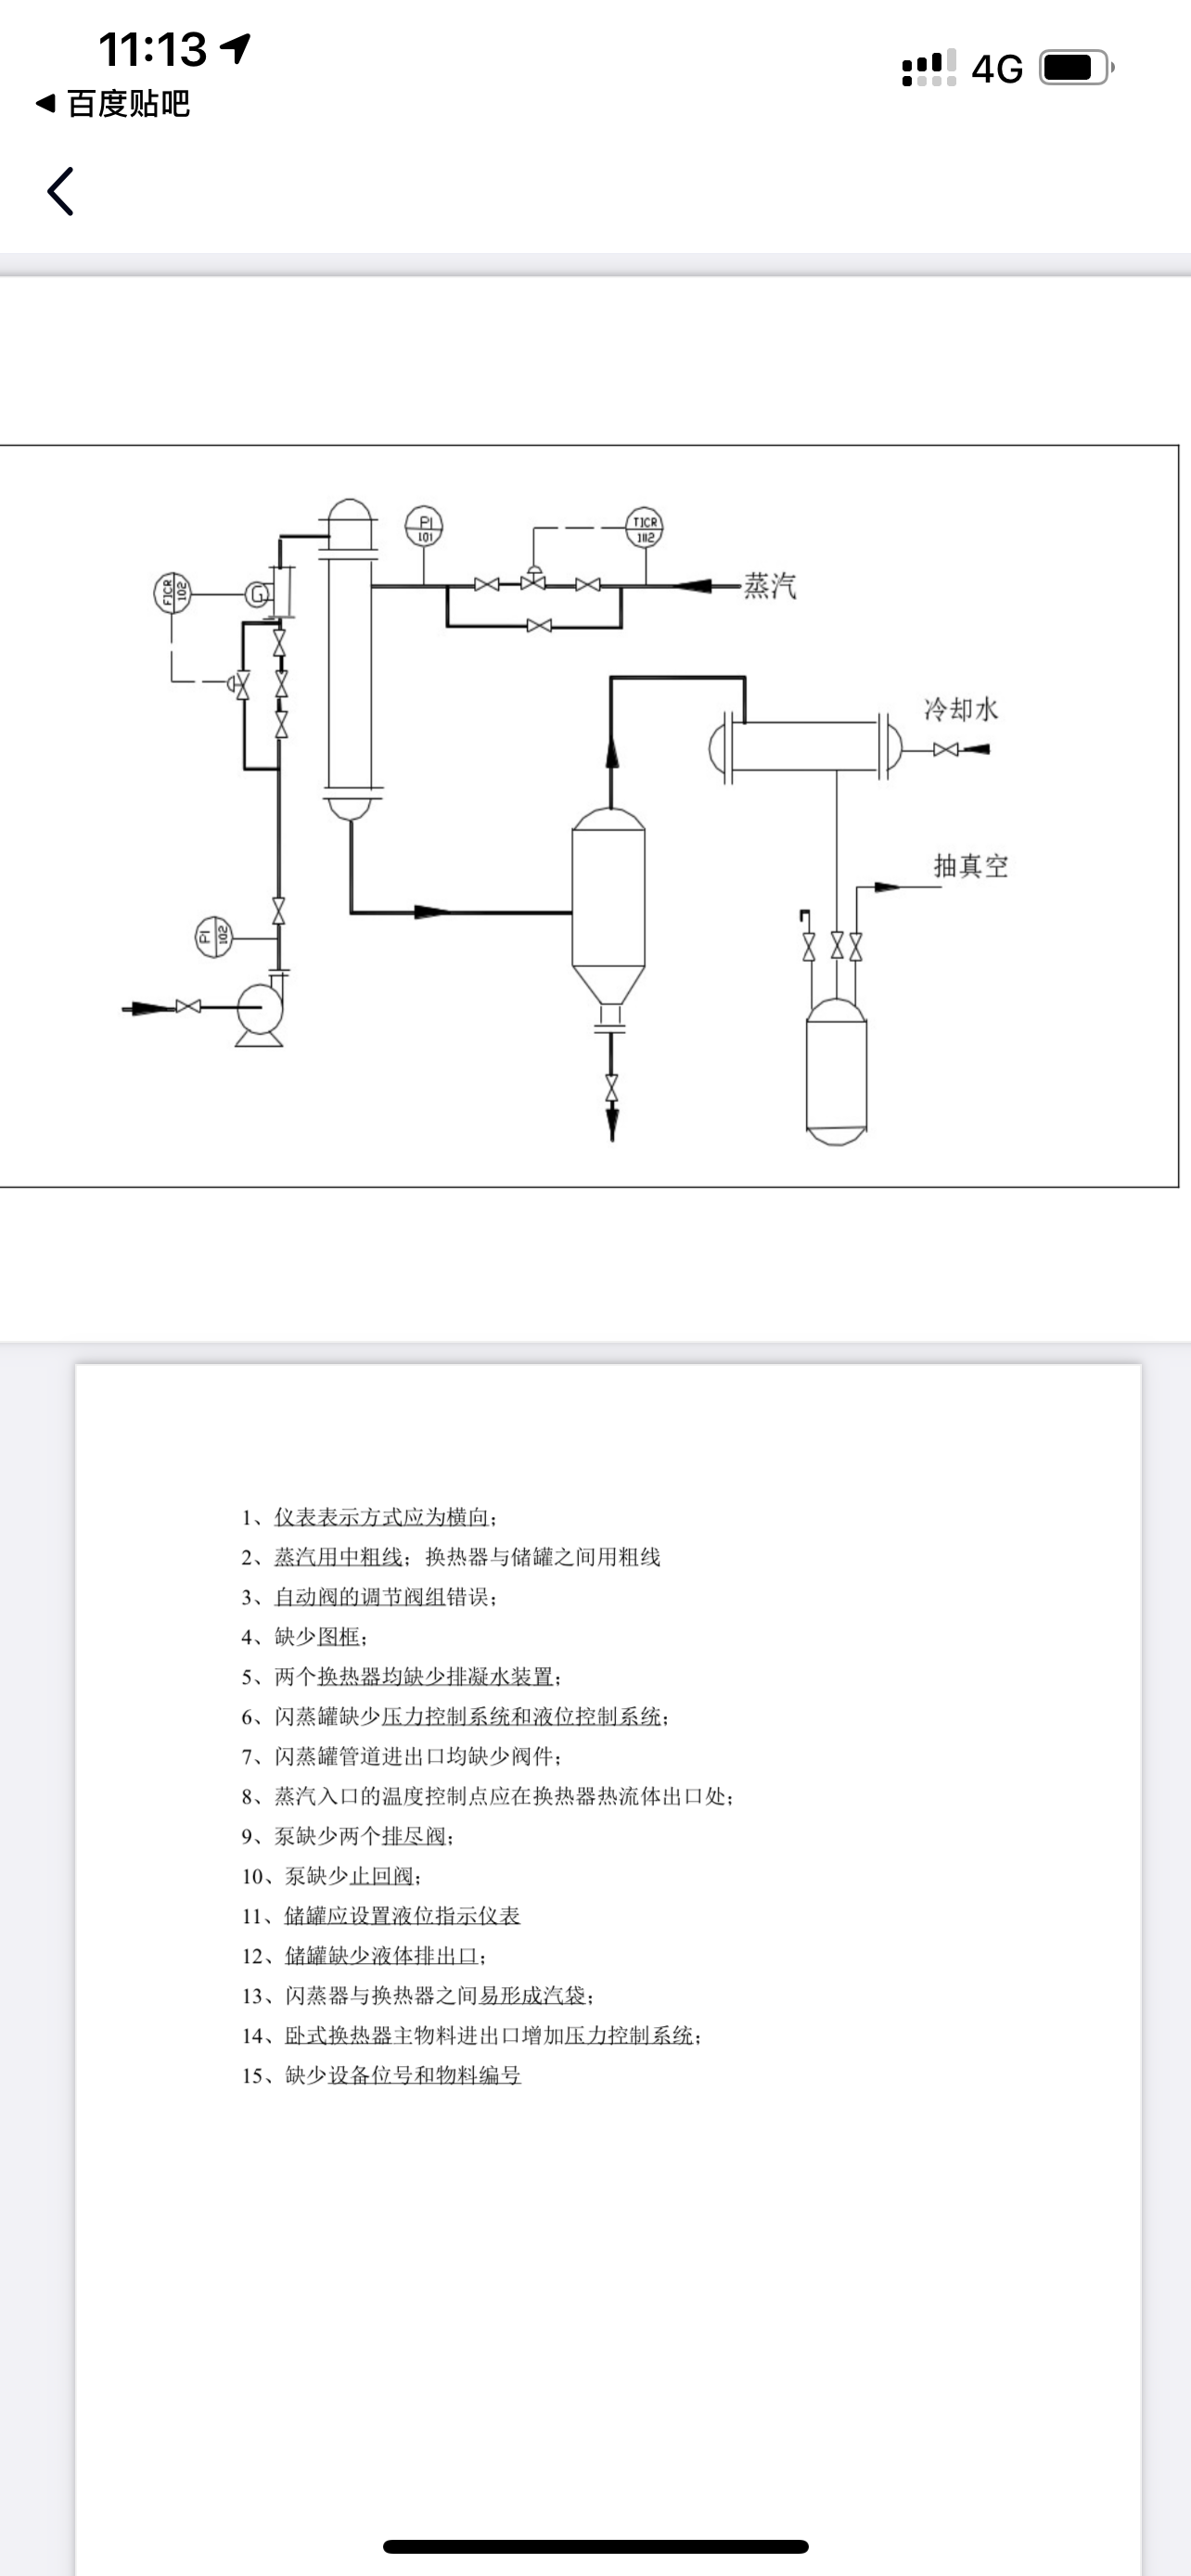 11:13
4G
百度贴吧
PI
101
TICR
102
蒸汽
FICR
102
G
冷却水
抽真空
PI
102
1、仪表表示方式应为横向；
2、蒸汽用中粗线；换热器与储罐之间用粗线
3、自动阀的调节阀组错误；
4、缺少图框；
5、两个换热器均缺少排凝水装置；
6、闪蒸罐缺少压力控制系统和液位控制系统；
7、闪蒸罐管道进出口均缺少阀件；
8、蒸汽入口的温度控制点应在换热器热流体出口处；
9、泵缺少两个排尽阀；
10、泵缺少止回阀；
11、储罐应设置液位指示仪表
12、储罐缺少液体排出口；
13、闪蒸器与换热器之间易形成汽袋；
14、卧式换热器主物料进出口增加压力控制系统；
15、缺少设备位号和物料编号